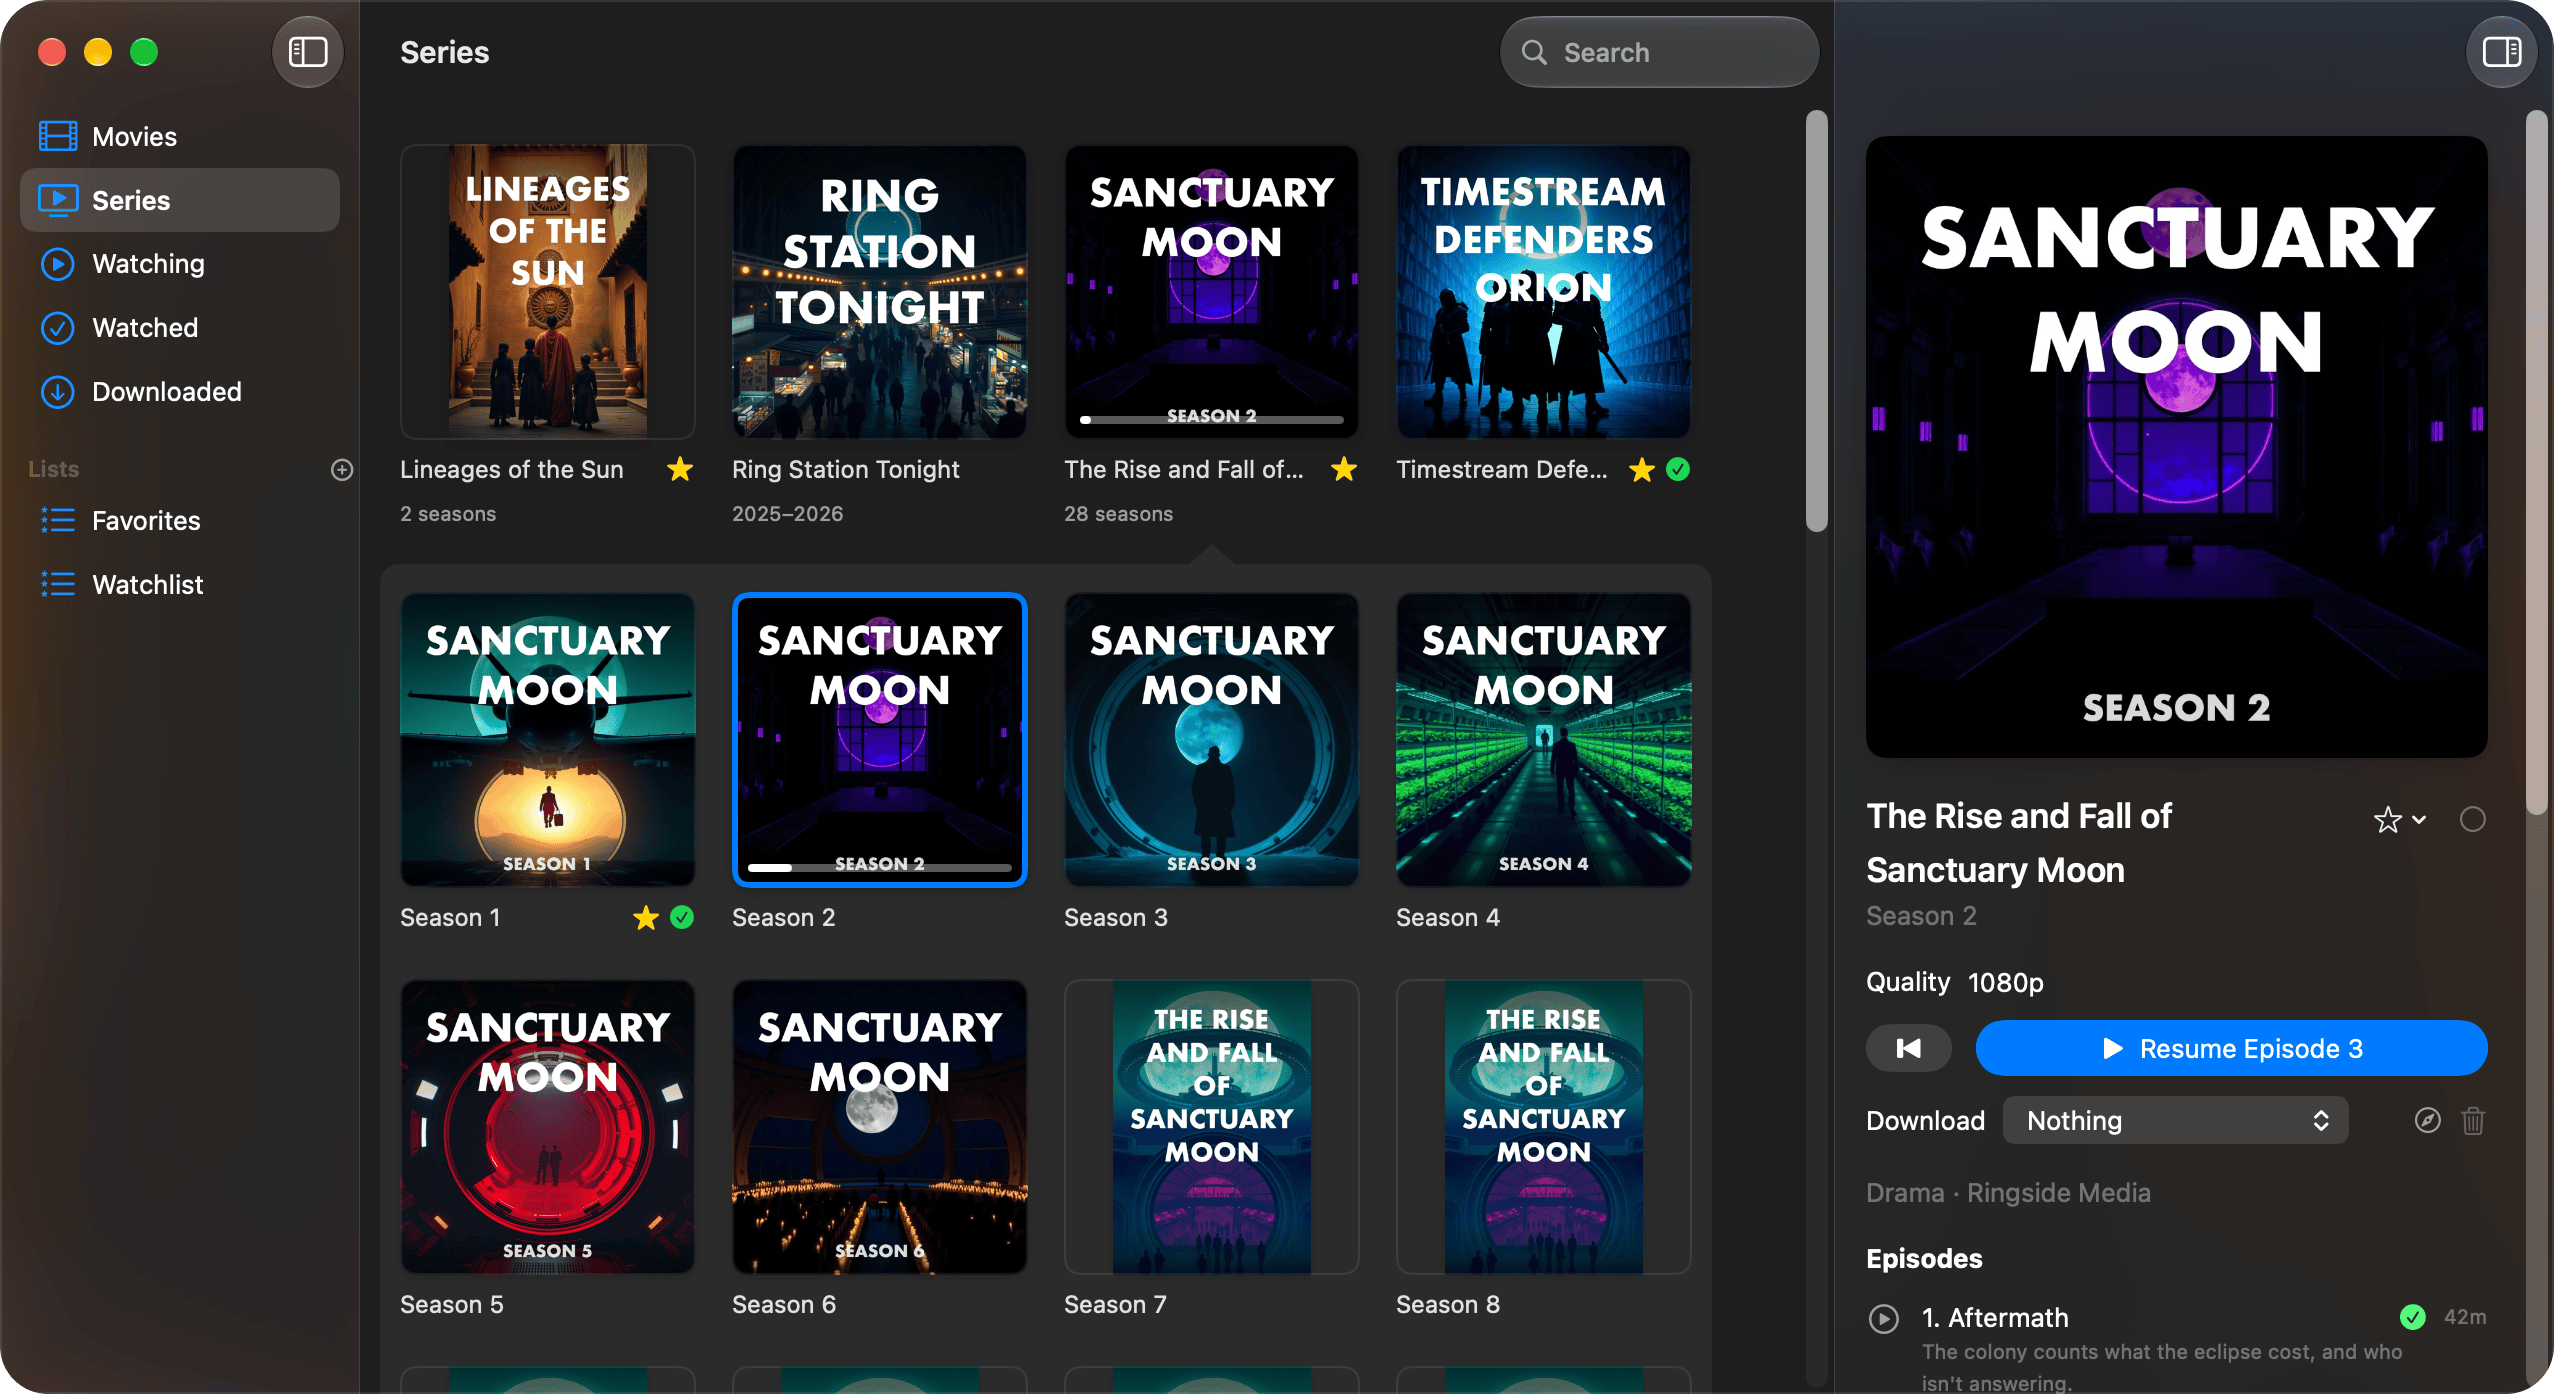 Series
Search
Movies
Series
Watching
Watched
Downloaded
Lists
Favorites
Watchlist
LINEAGES
OF THE
SUN
Lineages of the Sun
2 seasons
RING
STATION
TONIGHT
Ring Station Tonight
2025–2026
SANCTUARY
MOON
SEASON 2
The Rise and Fall of...
28 seasons
TIMESTREAM
DEFENDERS
ORION
Timestream Defe...
SANCTUARY
MOON
SEASON 1
Season 1
SANCTUARY
MOON
SEASON 2
Season 2
SANCTUARY
MOON
SEASON 3
Season 3
SANCTUARY
MOON
SEASON 4
Season 4
SANCTUARY
MOON
SEASON 5
Season 5
SANCTUARY
MOON
SEASON 6
Season 6
THE RISE
AND FALL
OF
SANCTUARY
MOON
Season 7
THE RISE
AND FALL
OF
SANCTUARY
MOON
Season 8
SANCTUARY
MOON
SEASON 2
The Rise and Fall of
Sanctuary Moon
Season 2
Quality 1080p
Resume Episode 3
Download Nothing
Drama · Ringside Media
Episodes
1. Aftermath 42m
The colony counts what the eclipse cost, and who
isn't answering.